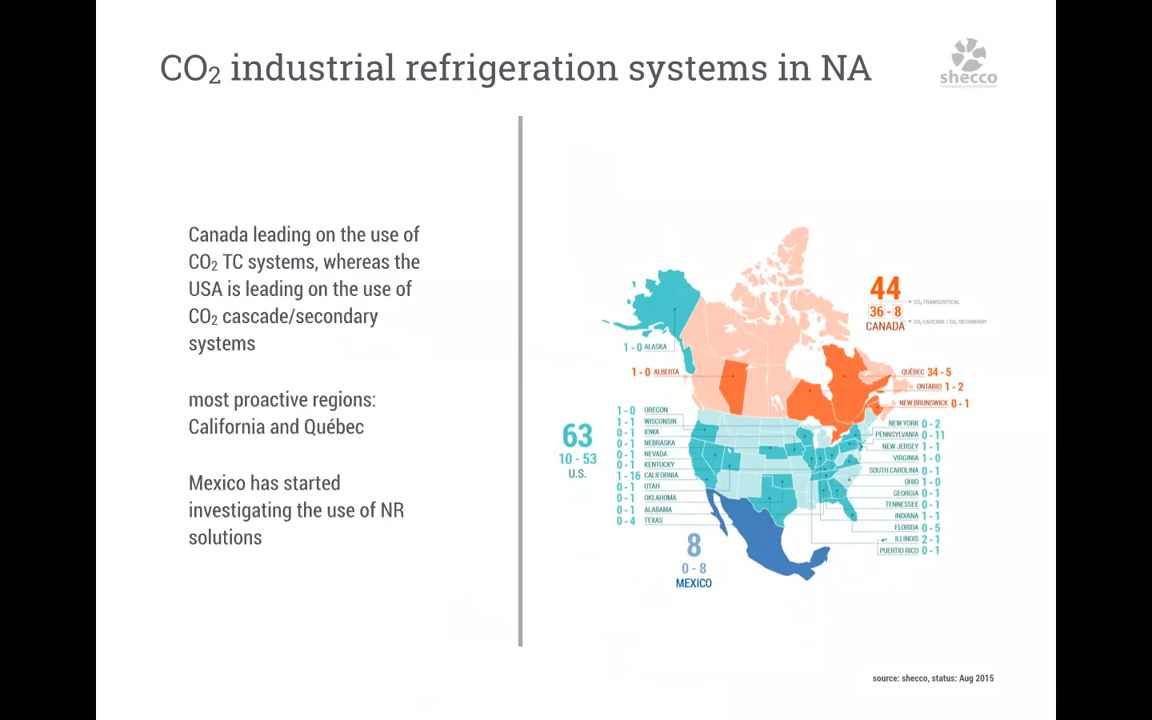 CO₂ industrial refrigeration systems in NA
shecco
Canada leading on the use of
CO₂ TC systems, whereas the
USA is leading on the use of
CO₂ cascade/secondary
systems
most proactive regions:
California and Québec
Mexico has started
investigating the use of NR
solutions
44
36 - 8
CANADA
CO₂ TRANSCRITICAL
CO₂ CASCADE / CO₂ SECONDARY
1 - 0 ALASKA
1 - 0 ALBERTA
QUÉBEC 34 - 5
ONTARIO 1 - 2
NEW BRUNSWICK 0 - 1
63
10 - 53
U.S.
1 - 0 OREGON
1 - 1 WISCONSIN
0 - 1 IOWA
0 - 1 NEBRASKA
0 - 1 NEVADA
0 - 1 KENTUCKY
1 - 16 CALIFORNIA
0 - 1 UTAH
0 - 1 OKLAHOMA
0 - 1 ALABAMA
0 - 4 TEXAS
NEW YORK 0 - 2
PENNSYLVANIA 0 - 11
NEW JERSEY 1 - 1
VIRGINIA 1 - 0
SOUTH CAROLINA 0 - 1
OHIO 1 - 0
GEORGIA 0 - 1
TENNESSEE 0 - 1
INDIANA 1 - 1
FLORIDA 0 - 5
ILLINOIS 2 - 1
PUERTO RICO 0 - 1
8
0 - 8
MEXICO
source: shecco, status: Aug 2015